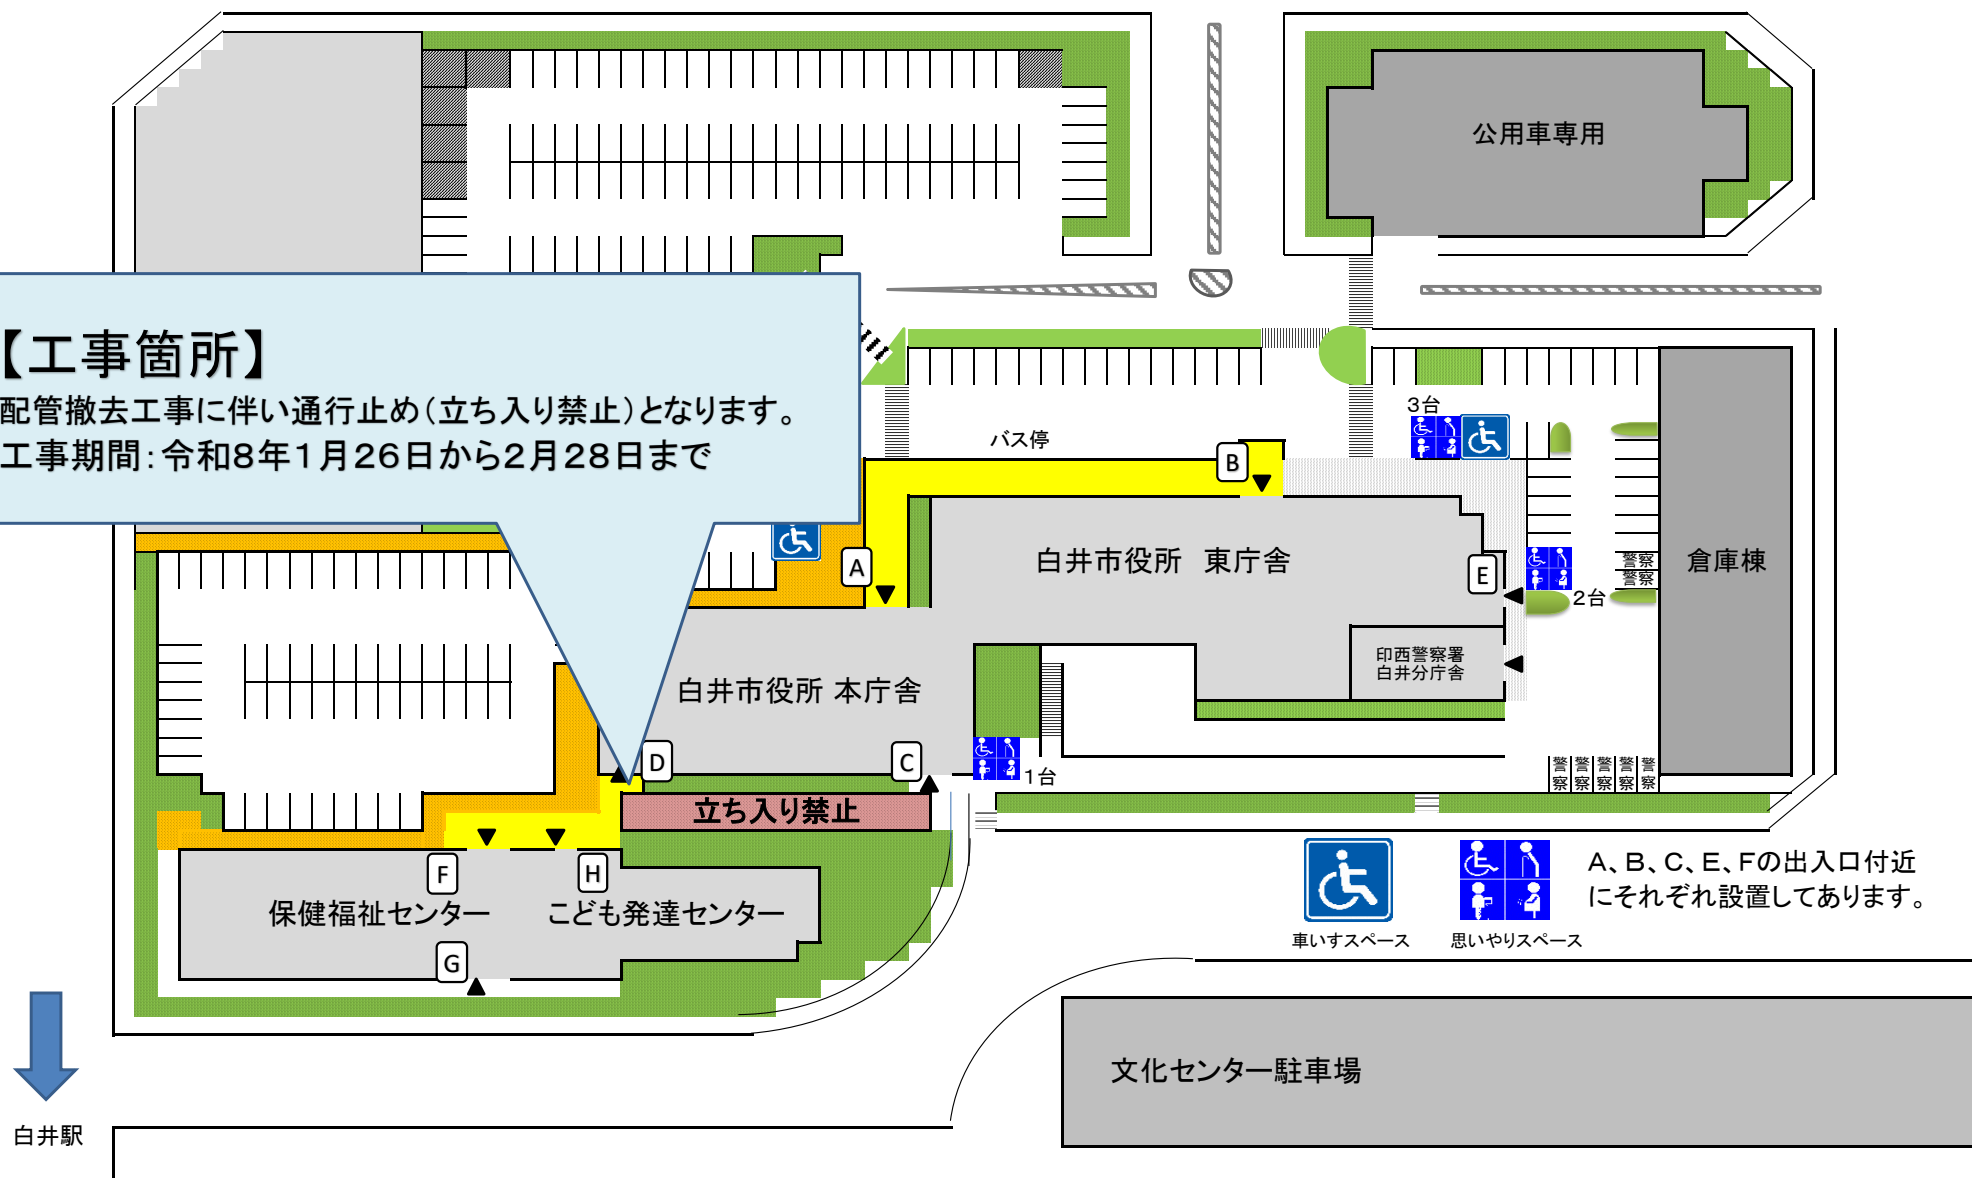 公用車専用
【工事箇所】
配管撤去工事に伴い通行止め（立ち入り禁止）となります。
工事期間：令和8年1月26日から2月28日まで
3台
バス停
B
A
白井市役所　東庁舎
E
警察
警察
2台
倉庫棟
印西警察署
白井分庁舎
白井市役所 本庁舎
D
C
1台
警察
警察
警察
警察
警察
立ち入り禁止
F
H
保健福祉センター
こども発達センター
G
A、B、C、E、Fの出入口付近
にそれぞれ設置してあります。
車いすスペース
思いやりスペース
文化センター駐車場
白井駅